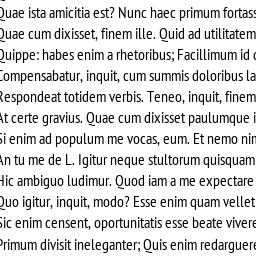 Quae ista amicitia est? Nunc haec primum fortass
Quae cum dixisset, finem ille. Quid ad utilitatem
Quippe: habes enim a rhetoribus; Facillimum id
Compensabatur, inquit, cum summis doloribus la
Respondeat totidem verbis. Teneo, inquit, finem
At certe gravius. Quae cum dixisset paulumque i
Si enim ad populum me vocas, eum. Et nemo nim
An tu me de L. Igitur neque stultorum quisquam
Hic ambiguo ludimur. Quod iam a me expectare
Quo igitur, inquit, modo? Esse enim quam vellet
Sic enim censent, oportunitatis esse beate vivere
Primum divisit ineleganter; Quis enim redarguere